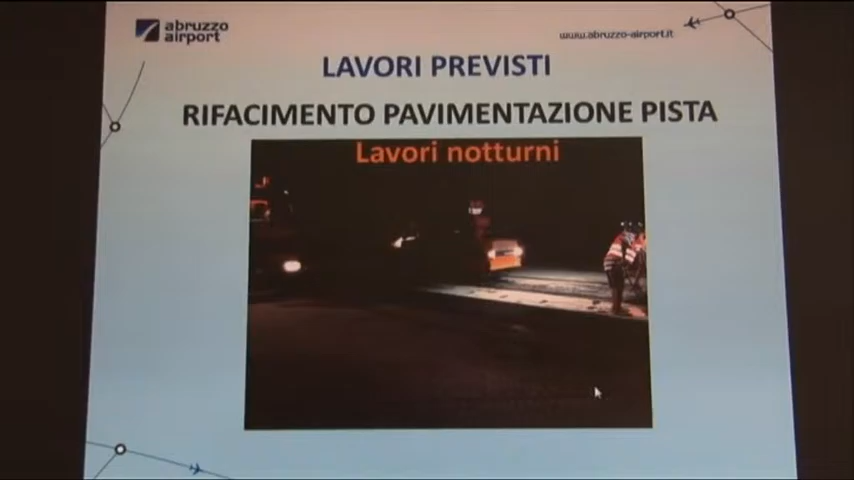 abruzzo
airport
www.abruzzo-airport.it
LAVORI PREVISTI
RIFACIMENTO PAVIMENTAZIONE PISTA
Lavori notturni